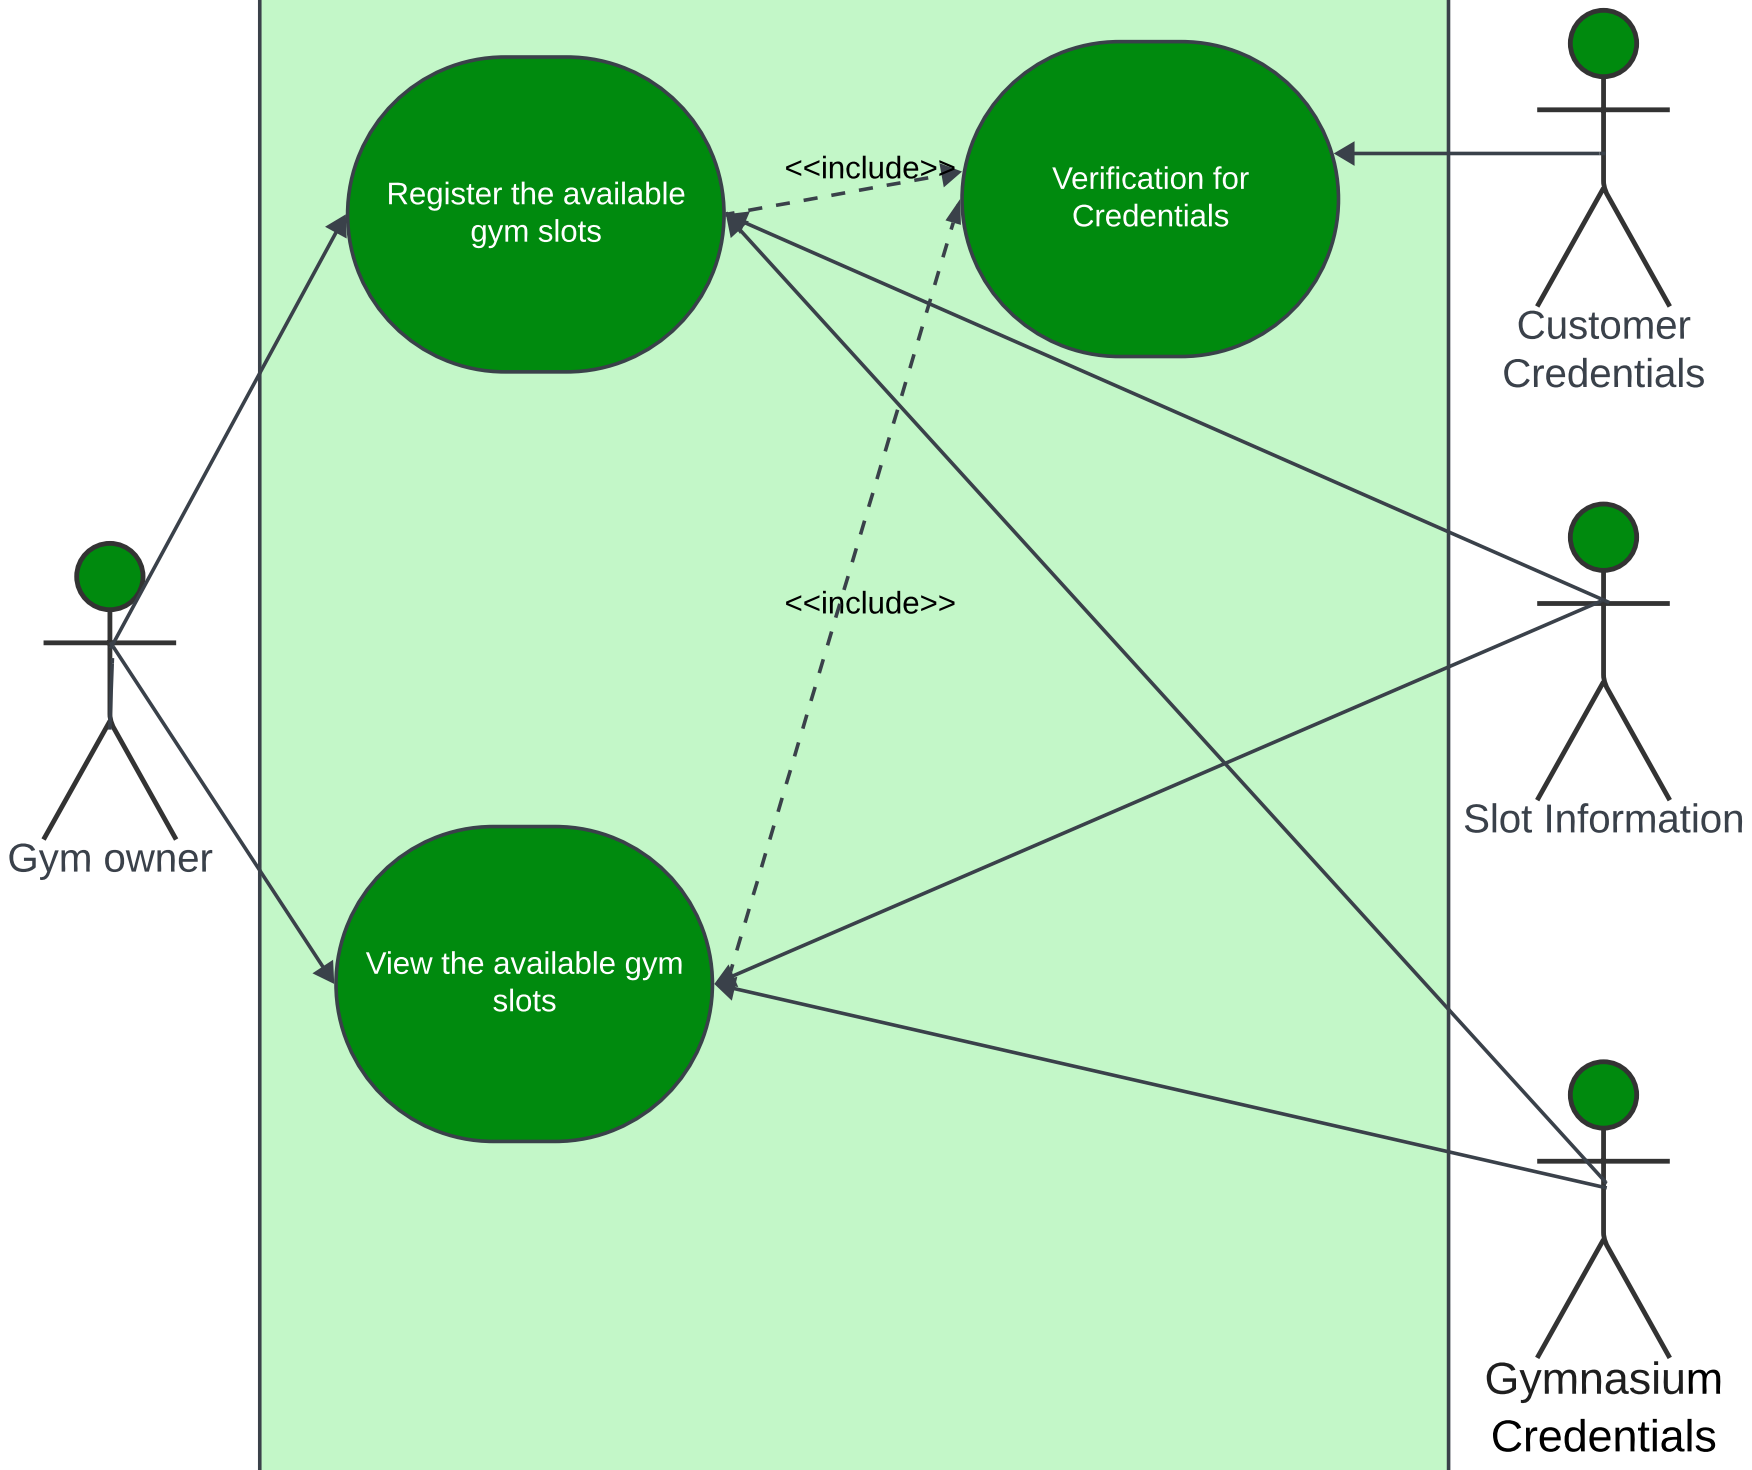 <<include>>
Register the available
gym slots
Verification for
Credentials
Customer
Credentials
<<include>>
Slot Information
Gym owner
View the available gym
slots
Gymnasium
Credentials